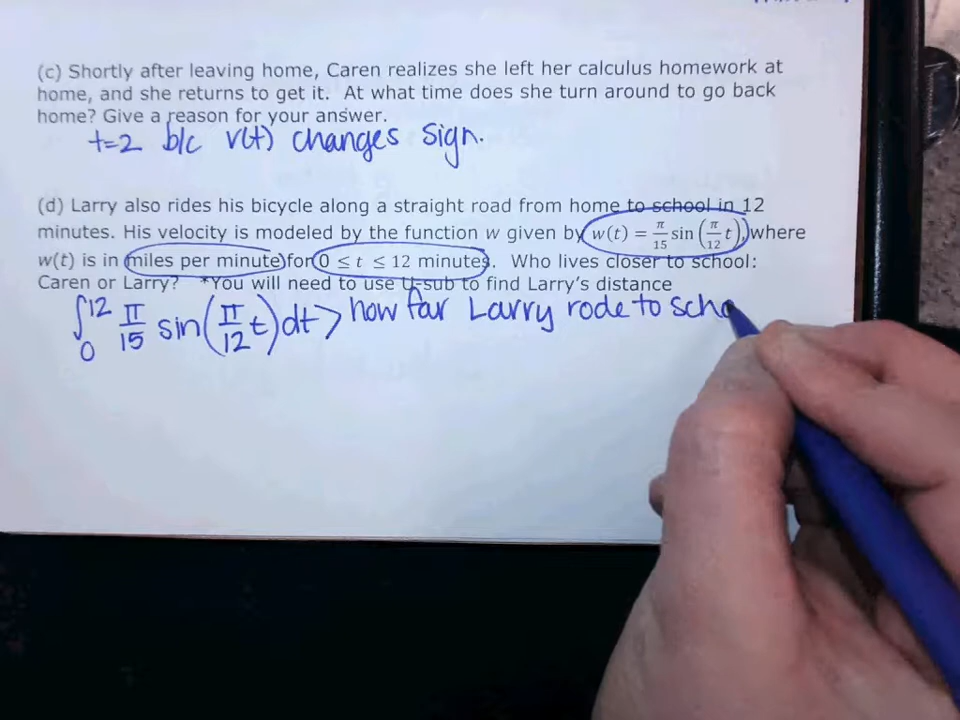 (c) Shortly after leaving home, Caren realizes she left her calculus homework at
home, and she returns to get it. At what time does she turn around to go back
home? Give a reason for your answer.
t=2 b/c v(t) changes sign.
(d) Larry also rides his bicycle along a straight road from home to school in 12
minutes. His velocity is modeled by the function w given by w(t) = π/15 sin(π/12 t), where
w(t) is in miles per minute for 0 ≤ t ≤ 12 minutes. Who lives closer to school:
Caren or Larry? *You will need to use U-sub to find Larry's distance
∫₀¹² π/15 sin(π/12 t)dt > how far Larry rode to scho